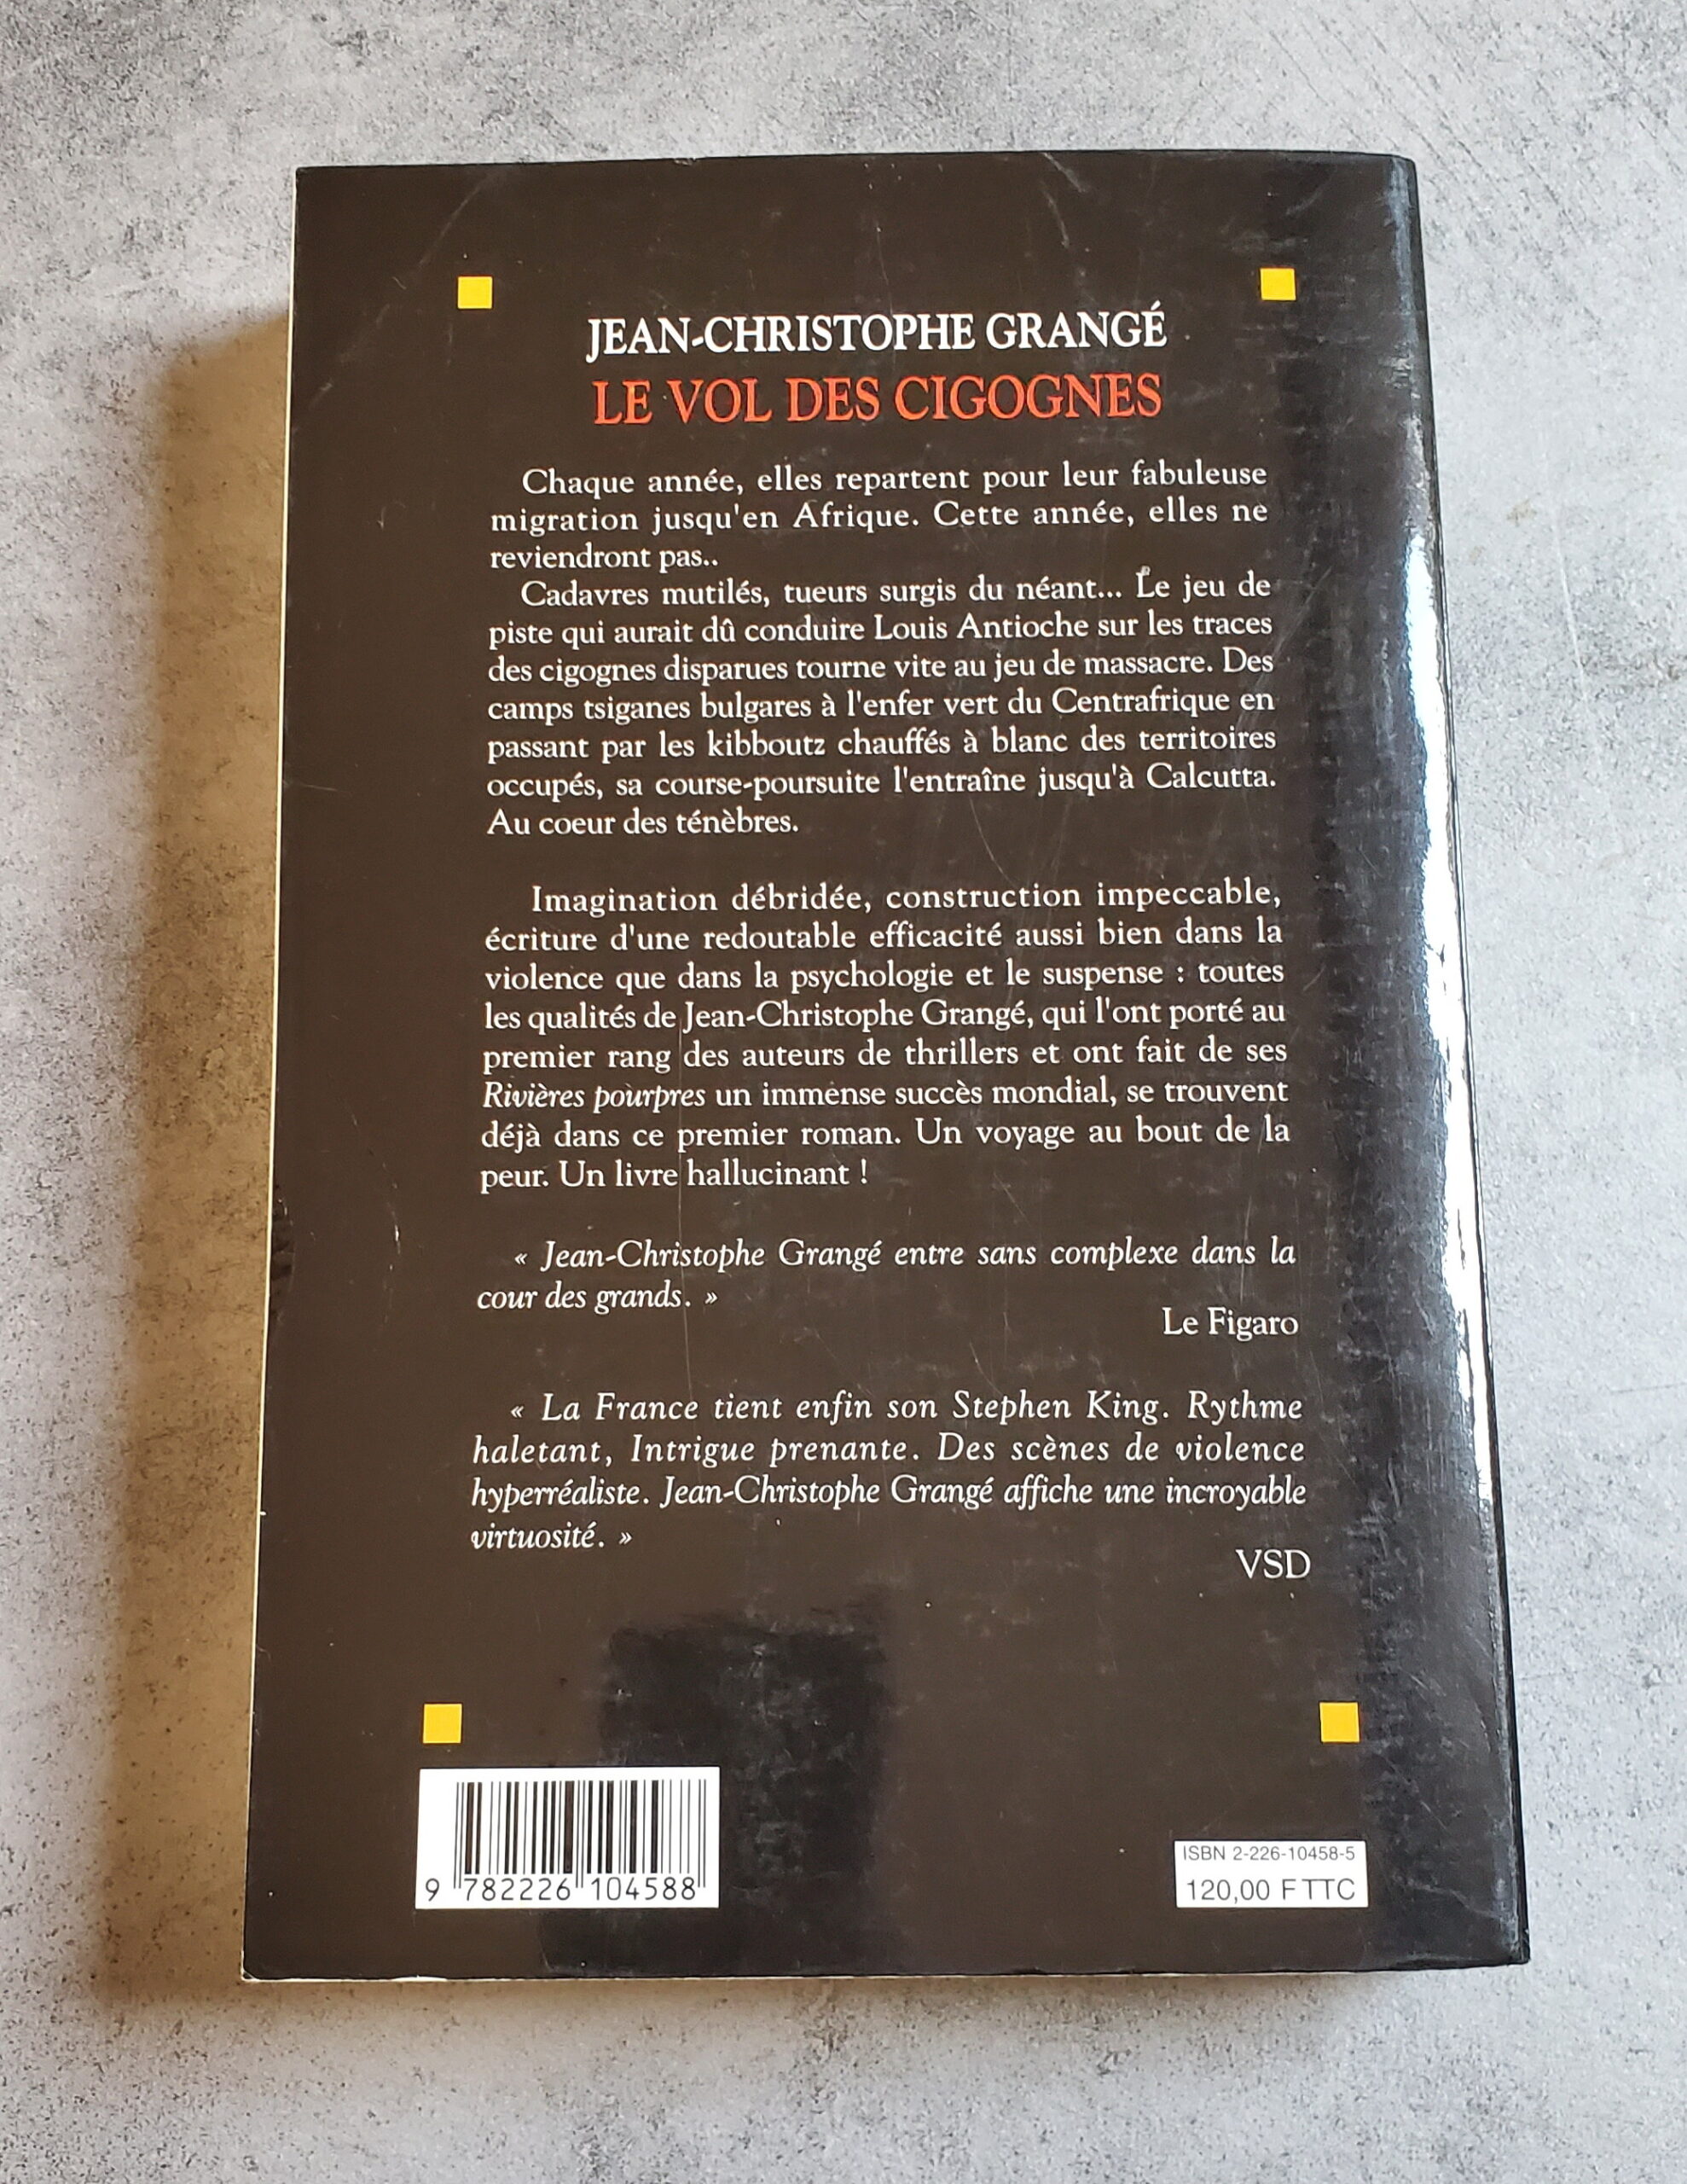 JEAN-CHRISTOPHE GRANGÉ
LE VOL DES CIGOGNES
Chaque année, elles repartent pour leur fabuleuse
migration jusqu'en Afrique. Cette année, elles ne
reviendront pas..
Cadavres mutilés, tueurs surgis du néant... Le jeu de
piste qui aurait dû conduire Louis Antioche sur les traces
des cigognes disparues tourne vite au jeu de massacre. Des
camps tsiganes bulgares à l'enfer vert du Centrafrique en
passant par les kibboutz chauffés à blanc des territoires
occupés, sa course-poursuite l'entraîne jusqu'à Calcutta.
Au coeur des ténèbres.
Imagination débridée, construction impeccable,
écriture d'une redoutable efficacité aussi bien dans la
violence que dans la psychologie et le suspense : toutes
les qualités de Jean-Christophe Grangé, qui l'ont porté au
premier rang des auteurs de thrillers et ont fait de ses
Rivières pourpres un immense succès mondial, se trouvent
déjà dans ce premier roman. Un voyage au bout de la
peur. Un livre hallucinant !
« Jean-Christophe Grangé entre sans complexe dans la
cour des grands. »
Le Figaro
« La France tient enfin son Stephen King. Rythme
haletant, Intrigue prenante. Des scènes de violence
hyperréaliste. Jean-Christophe Grangé affiche une incroyable
virtuosité. »
VSD
9 782226 104588
ISBN 2-226-10458-5
120,00 F TTC